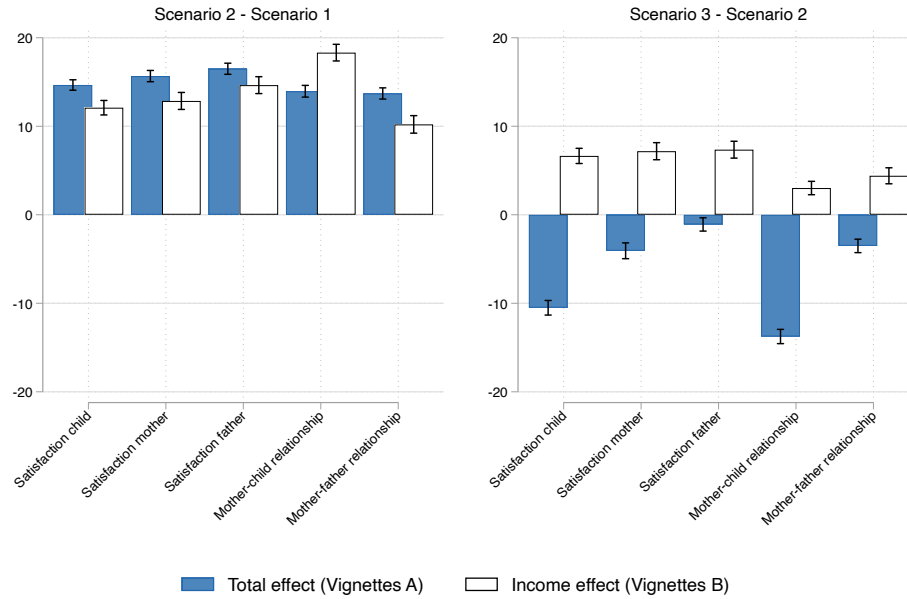 Scenario 2 - Scenario 1
20
10
0
-10
-20
Satisfaction child
Satisfaction mother
Satisfaction father
Mother-child relationship
Mother-father relationship
Scenario 3 - Scenario 2
20
10
0
-10
-20
Satisfaction child
Satisfaction mother
Satisfaction father
Mother-child relationship
Mother-father relationship
Total effect (Vignettes A)
Income effect (Vignettes B)